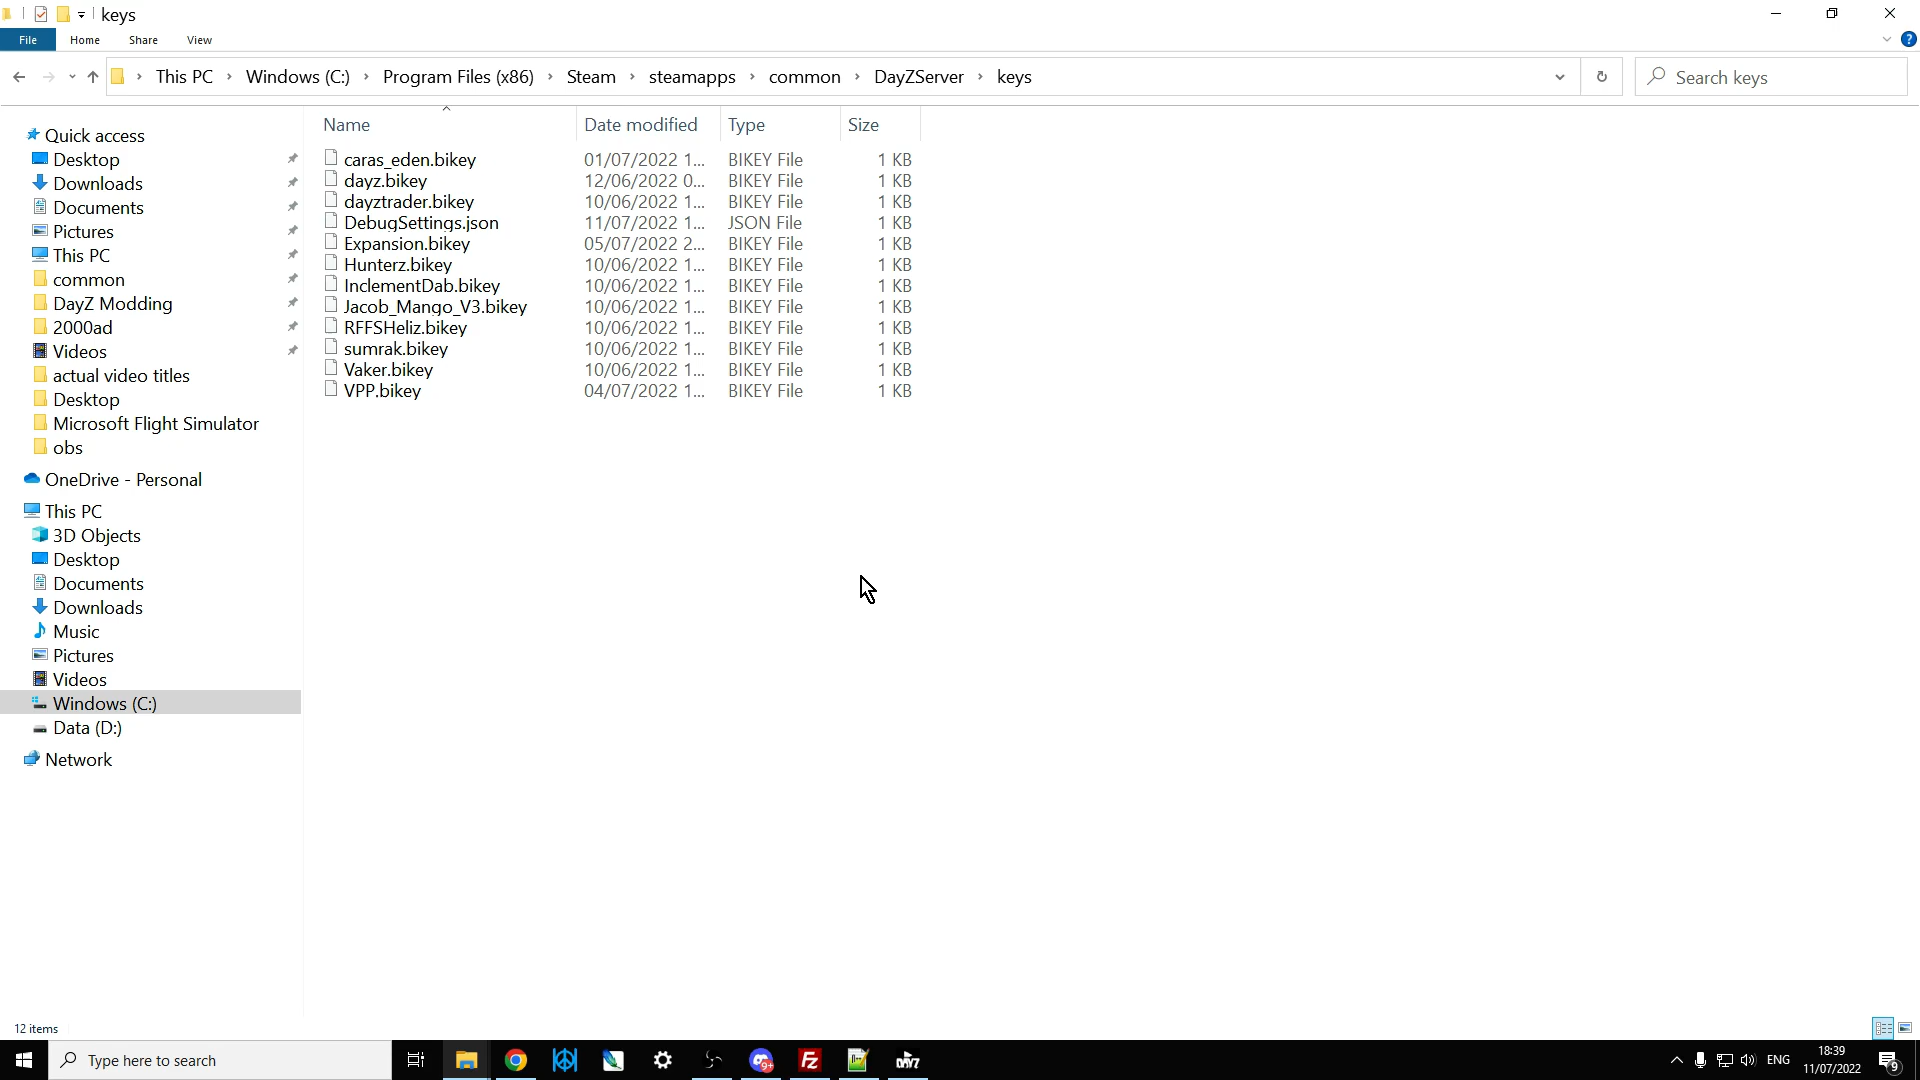 keys
File Home Share View
This PC Windows (C:) Program Files (x86) Steam steamapps common DayZServer keys
Search keys
Name Date modified Type Size
Quick access
Desktop
Downloads
Documents
Pictures
This PC
common
DayZ Modding
2000ad
Videos
actual video titles
Desktop
Microsoft Flight Simulator
obs
OneDrive - Personal
This PC
3D Objects
Desktop
Documents
Downloads
Music
Pictures
Videos
Windows (C:)
Data (D:)
Network
caras_eden.bikey 01/07/2022 1... BIKEY File 1 KB
dayz.bikey 12/06/2022 0... BIKEY File 1 KB
dayztrader.bikey 10/06/2022 1... BIKEY File 1 KB
DebugSettings.json 11/07/2022 1... JSON File 1 KB
Expansion.bikey 05/07/2022 2... BIKEY File 1 KB
Hunterz.bikey 10/06/2022 1... BIKEY File 1 KB
InclementDab.bikey 10/06/2022 1... BIKEY File 1 KB
Jacob_Mango_V3.bikey 10/06/2022 1... BIKEY File 1 KB
RFFSHeliz.bikey 10/06/2022 1... BIKEY File 1 KB
sumrak.bikey 10/06/2022 1... BIKEY File 1 KB
Vaker.bikey 10/06/2022 1... BIKEY File 1 KB
VPP.bikey 04/07/2022 1... BIKEY File 1 KB
12 items
Type here to search
9+
Fz
DAYZ
ENG
18:39
11/07/2022
9